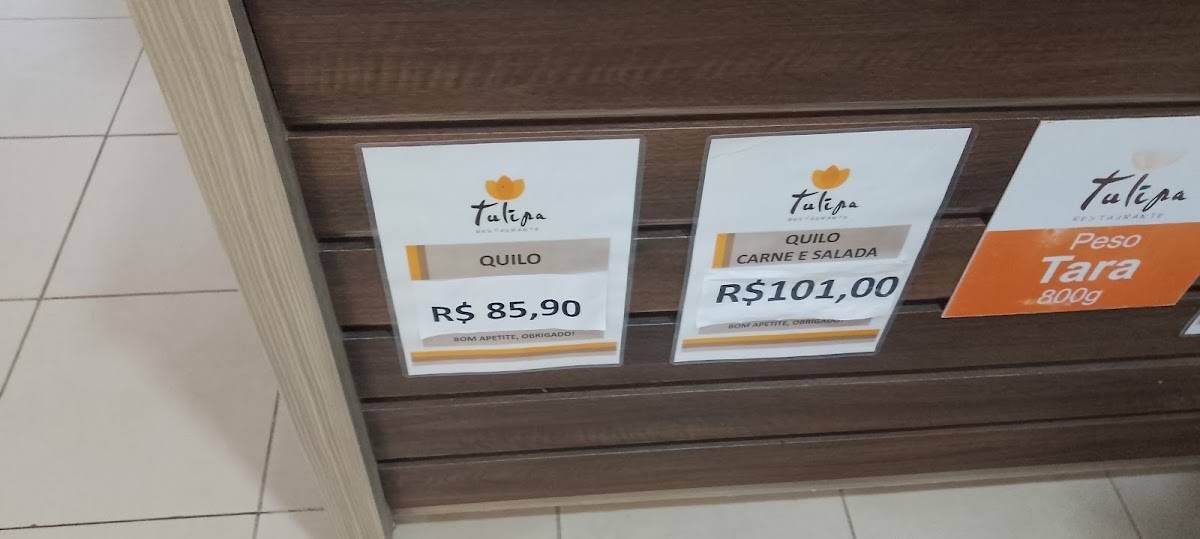 Tulipa
RESTAURANTE
QUILO
R$ 85,90
BOM APETITE, OBRIGADO!
Tulipa
RESTAURANTE
QUILO
CARNE E SALADA
R$101,00
BOM APETITE, OBRIGADO!
Tulipa
RESTAURANTE
Peso
Tara
800g